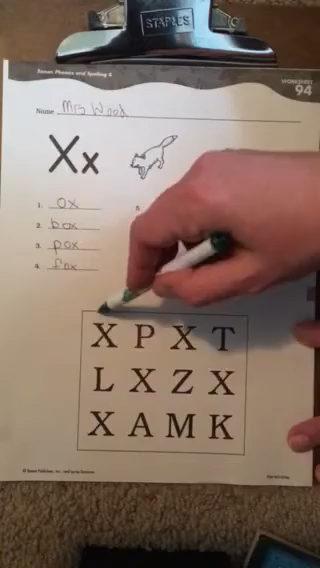 STAPLES
Saxon Phonics and Spelling K
WORKSHEET
94
Name Mrs Wood
X x
1. ox
2. box
3. pox
4. fox
5.
X P X T
L X Z X
X A M K